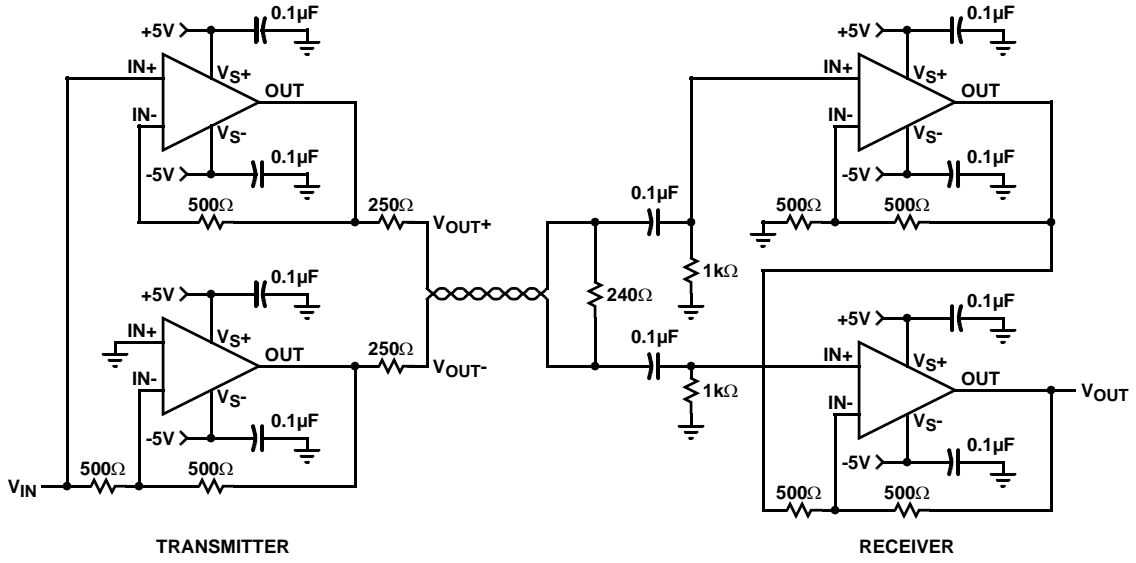 +5V
0.1µF
IN+
VS+
OUT
IN-
VS-
-5V
0.1µF
500Ω
250Ω
VOUT+
+5V
0.1µF
IN+
VS+
OUT
IN-
VS-
250Ω
VOUT-
-5V
0.1µF
500Ω
500Ω
VIN
TRANSMITTER
0.1µF
1kΩ
240Ω
0.1µF
1kΩ
+5V
0.1µF
IN+
VS+
OUT
IN-
VS-
-5V
0.1µF
500Ω
500Ω
+5V
0.1µF
IN+
VS+
OUT
VOUT
IN-
VS-
-5V
0.1µF
500Ω
500Ω
RECEIVER